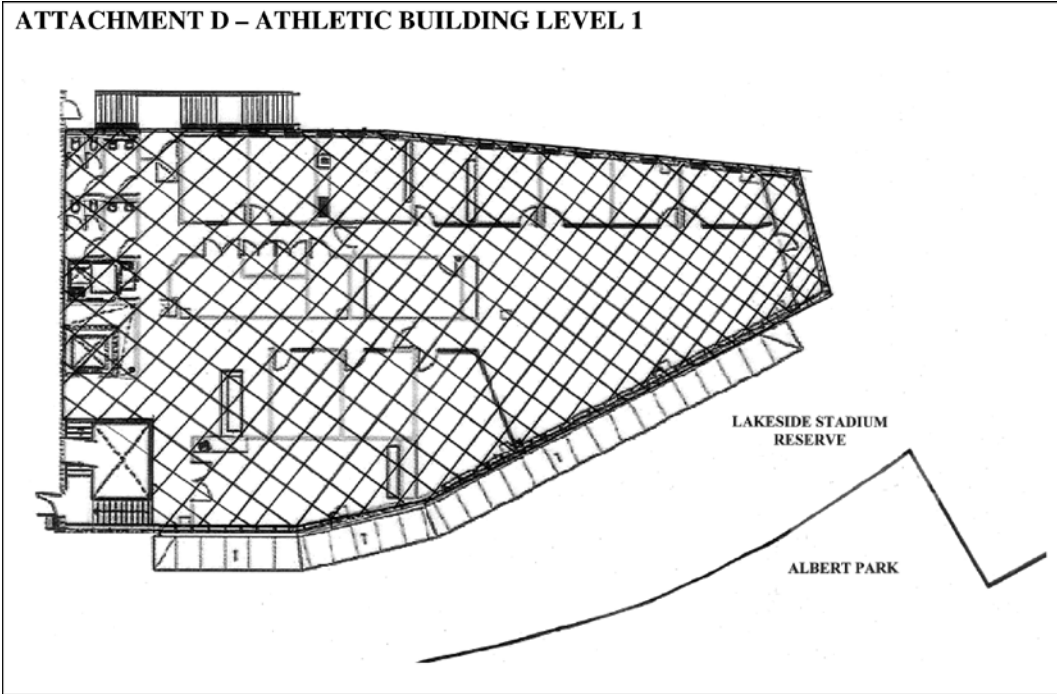 ATTACHMENT D – ATHLETIC BUILDING LEVEL 1
LAKESIDE STADIUM
RESERVE
ALBERT PARK